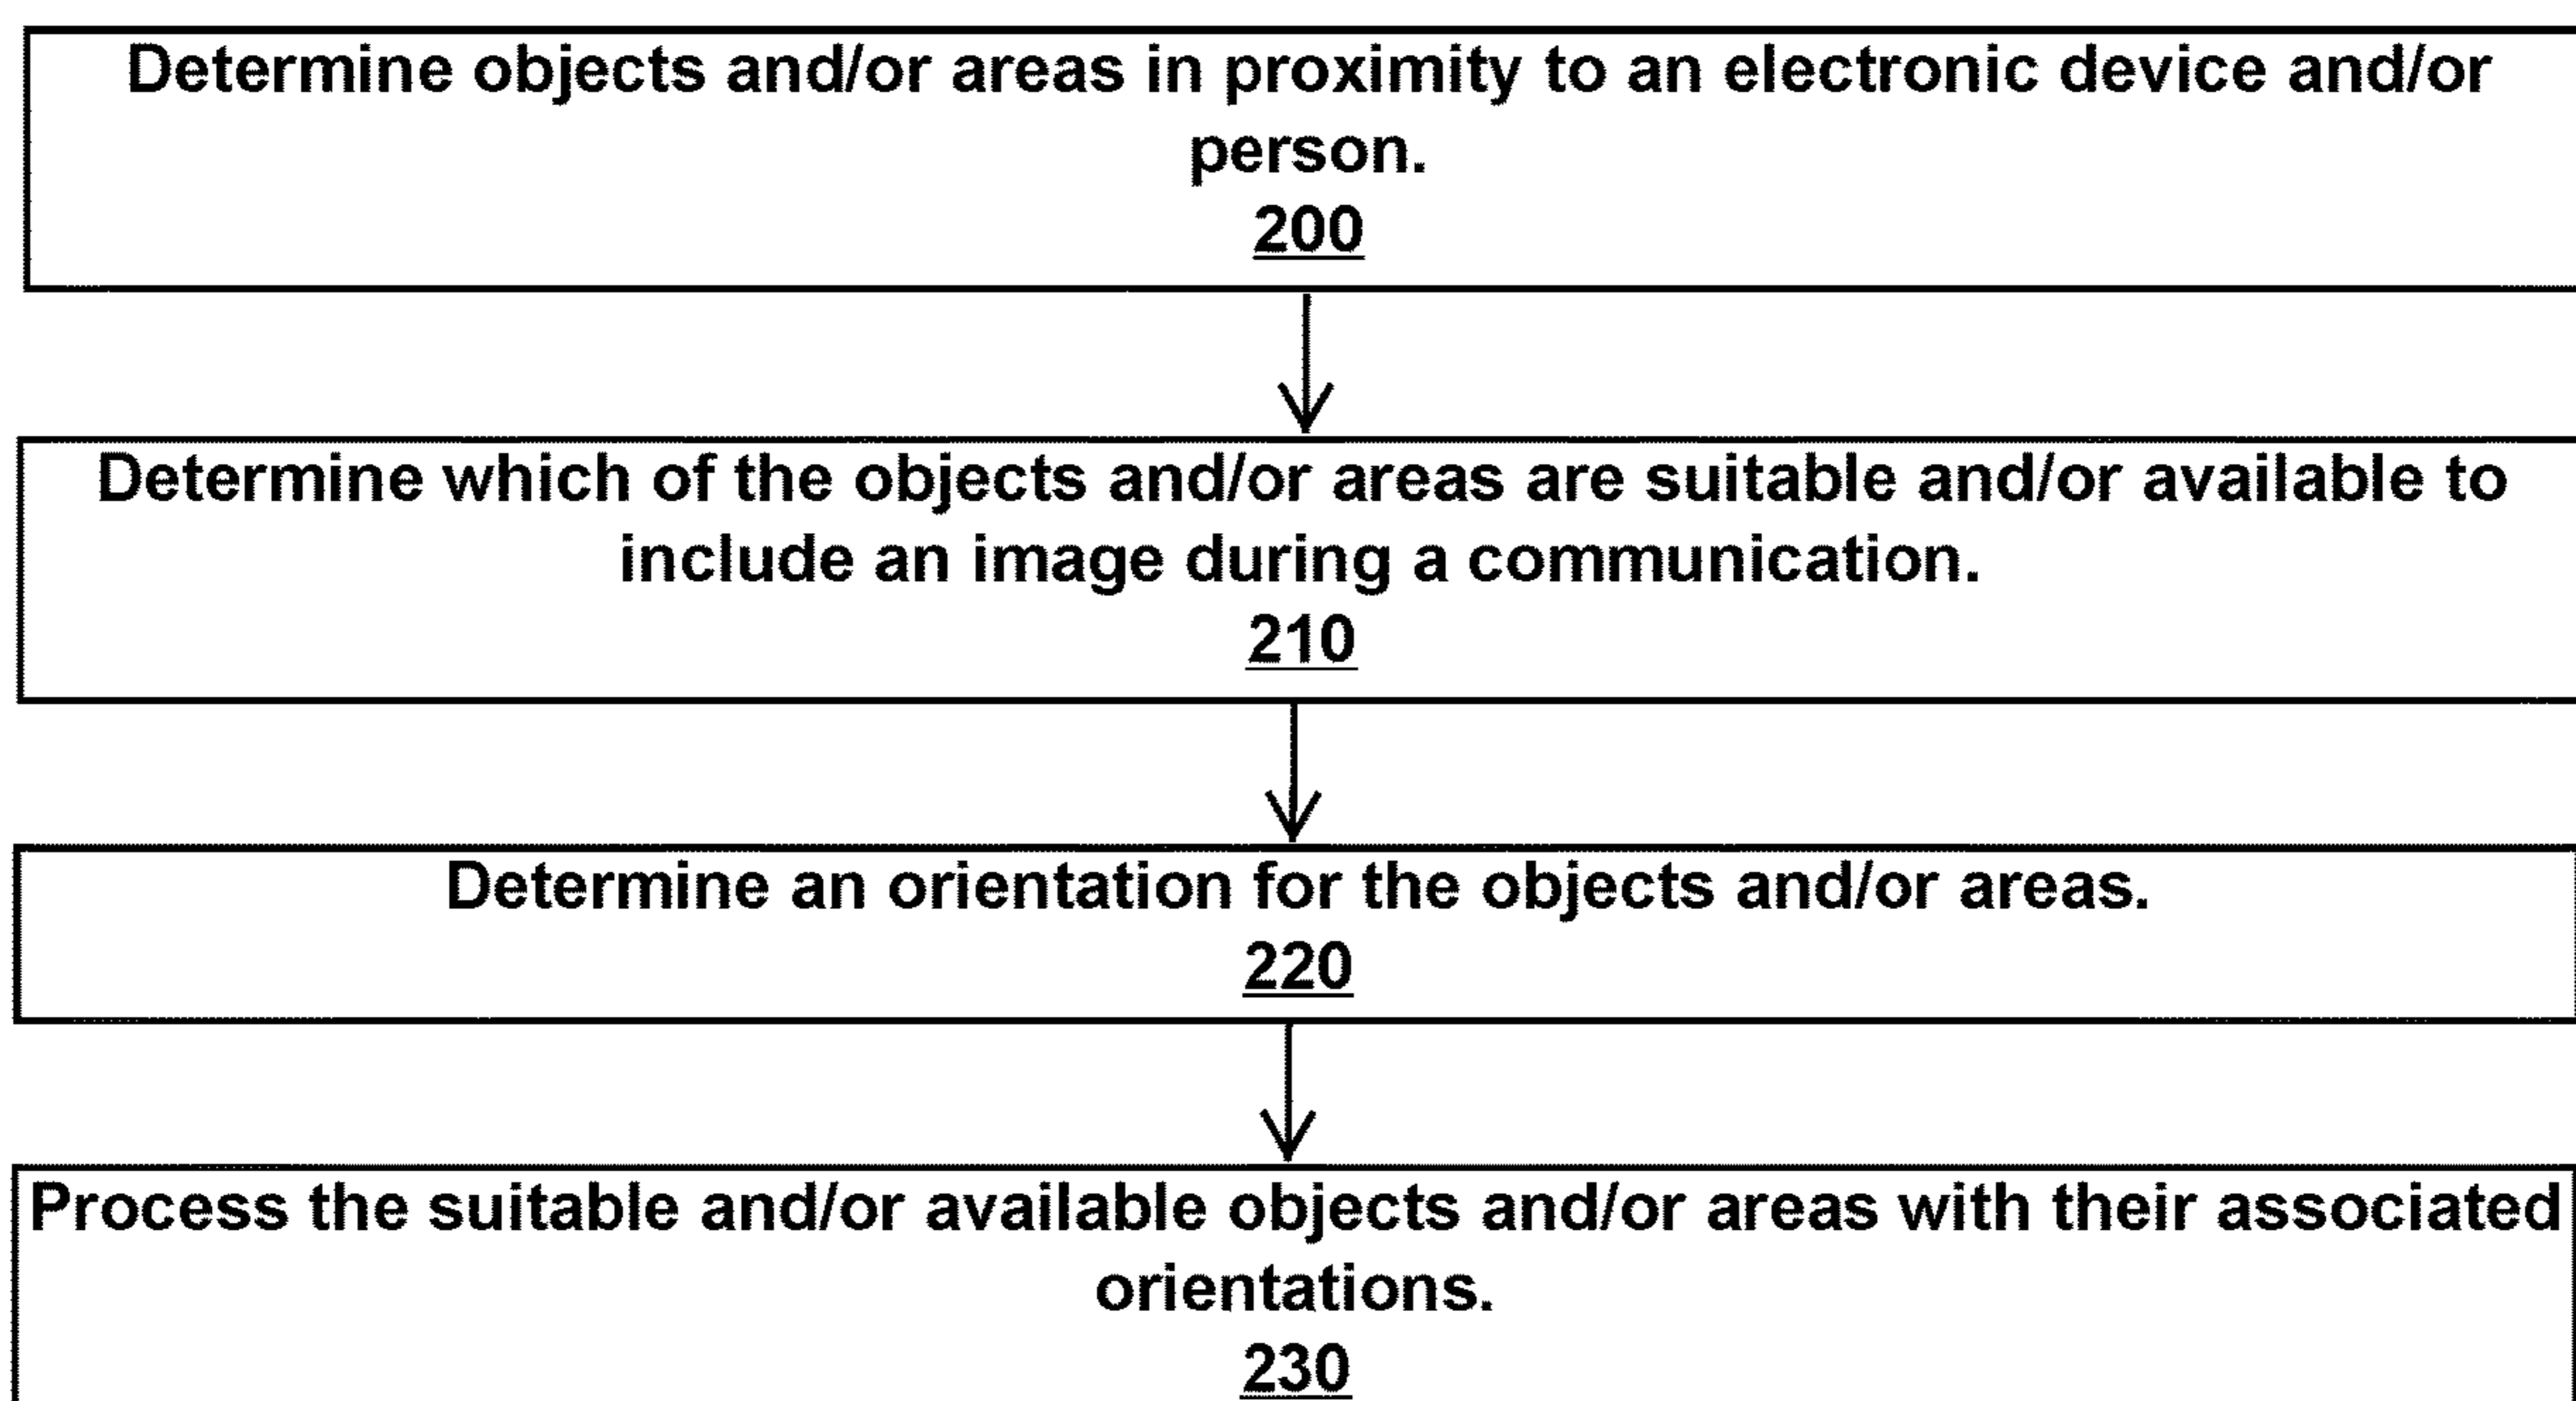 Determine objects and/or areas in proximity to an electronic device and/or
person.
200
Determine which of the objects and/or areas are suitable and/or available to
include an image during a communication.
210
Determine an orientation for the objects and/or areas.
220
Process the suitable and/or available objects and/or areas with their associated
orientations.
230